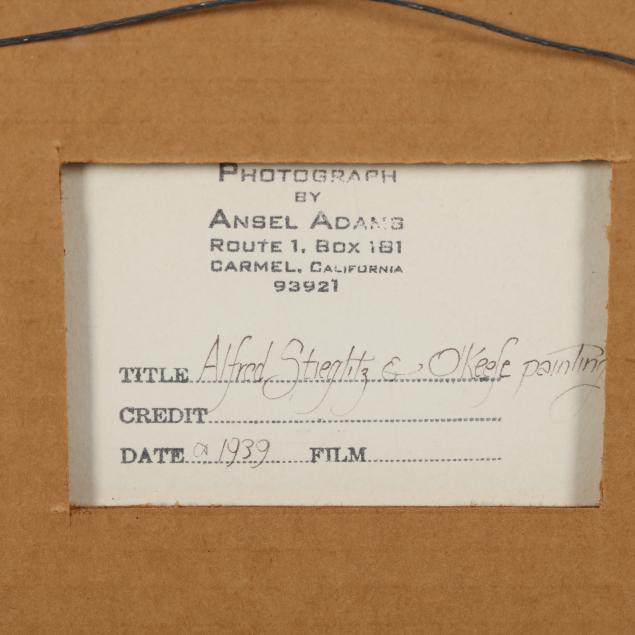 PHOTOGRAPH
BY
ANSEL ADAMS
ROUTE 1, BOX 181
CARMEL, CALIFORNIA
93921
TITLE Alfred Stieglitz & O'Keefe painting
CREDIT
DATE a 1939 FILM